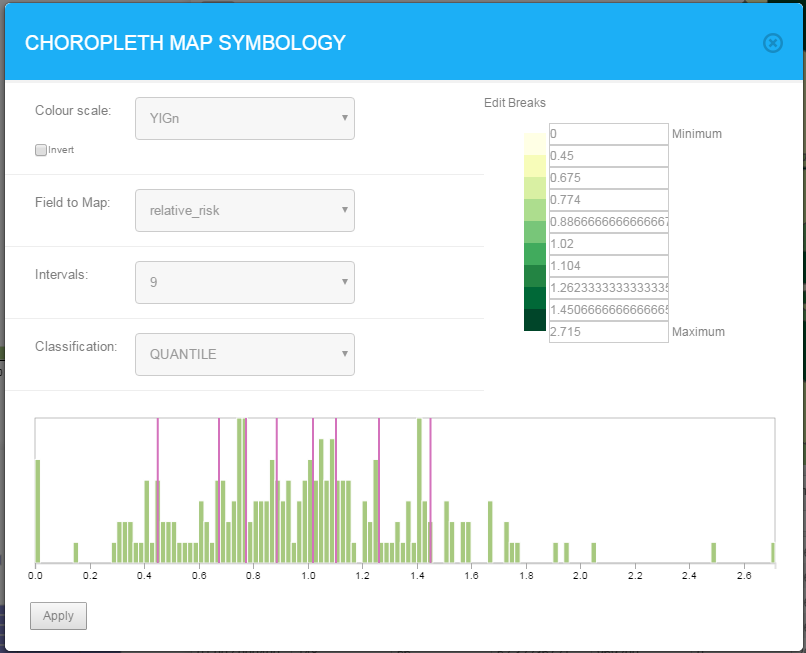 CHOROPLETH MAP SYMBOLOGY
Colour scale:
YlGn
Invert
Field to Map:
relative_risk
Intervals:
9
Classification:
QUANTILE
Edit Breaks
0 Minimum
0.45
0.675
0.774
0.8866666666666667
1.02
1.104
1.2623333333333335
1.4506666666666665
2.715 Maximum
0.0 0.2 0.4 0.6 0.8 1.0 1.2 1.4 1.6 1.8 2.0 2.2 2.4 2.6
Apply